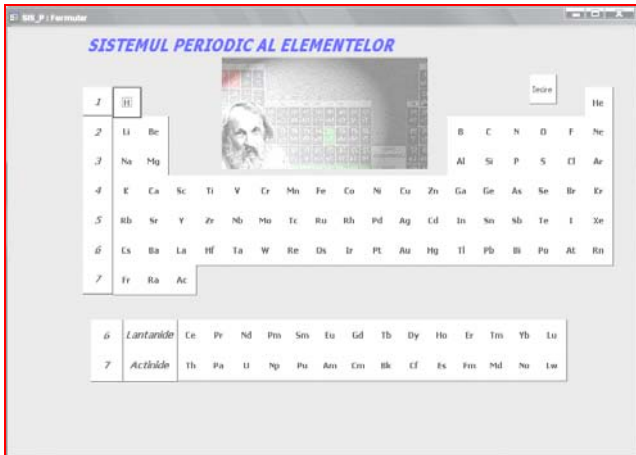 SIS_P : Formular
SISTEMUL PERIODIC AL ELEMENTELOR
Iesire
1 H He
2 Li Be B C N O F Ne
3 Na Mg Al Si P S Cl Ar
4 K Ca Sc Ti V Cr Mn Fe Co Ni Cu Zn Ga Ge As Se Br Kr
5 Rb Sr Y Zr Nb Mo Tc Ru Rh Pd Ag Cd In Sn Sb Te I Xe
6 Cs Ba La Hf Ta W Re Os Ir Pt Au Hg Tl Pb Bi Po At Rn
7 Fr Ra Ac
6 Lantanide Ce Pr Nd Pm Sm Eu Gd Tb Dy Ho Er Tm Yb Lu
7 Actinide Th Pa U Np Pu Am Cm Bk Cf Es Fm Md No Lw